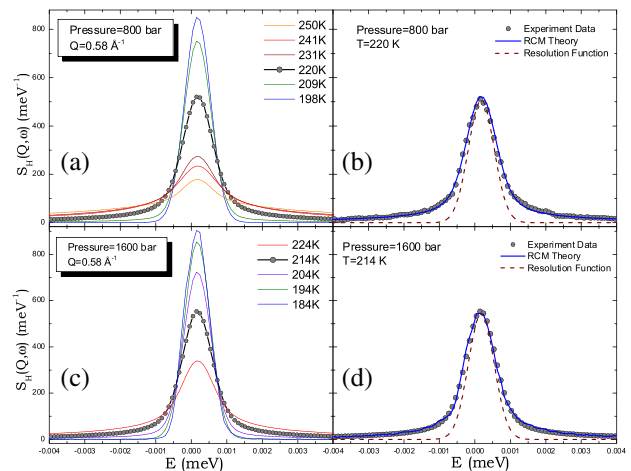 Pressure=800 bar
Q=0.58 Å⁻¹
250K
241K
231K
220K
209K
198K
(a)
S_H(Q,ω) (meV⁻¹)
800
600
400
200
0
Pressure=800 bar
T=220 K
Experiment Data
RCM Theory
Resolution Function
(b)
Pressure=1600 bar
Q=0.58 Å⁻¹
224K
214K
204K
194K
184K
(c)
S_H(Q,ω) (meV⁻¹)
800
600
400
200
0
-0.004 -0.003 -0.002 -0.001 0.000 0.001 0.002 0.003 0.004
E (meV)
Pressure=1600 bar
T=214 K
Experiment Data
RCM Theory
Resolution Function
(d)
-0.003 -0.002 -0.001 0.000 0.001 0.002 0.003 0.004
E (meV)